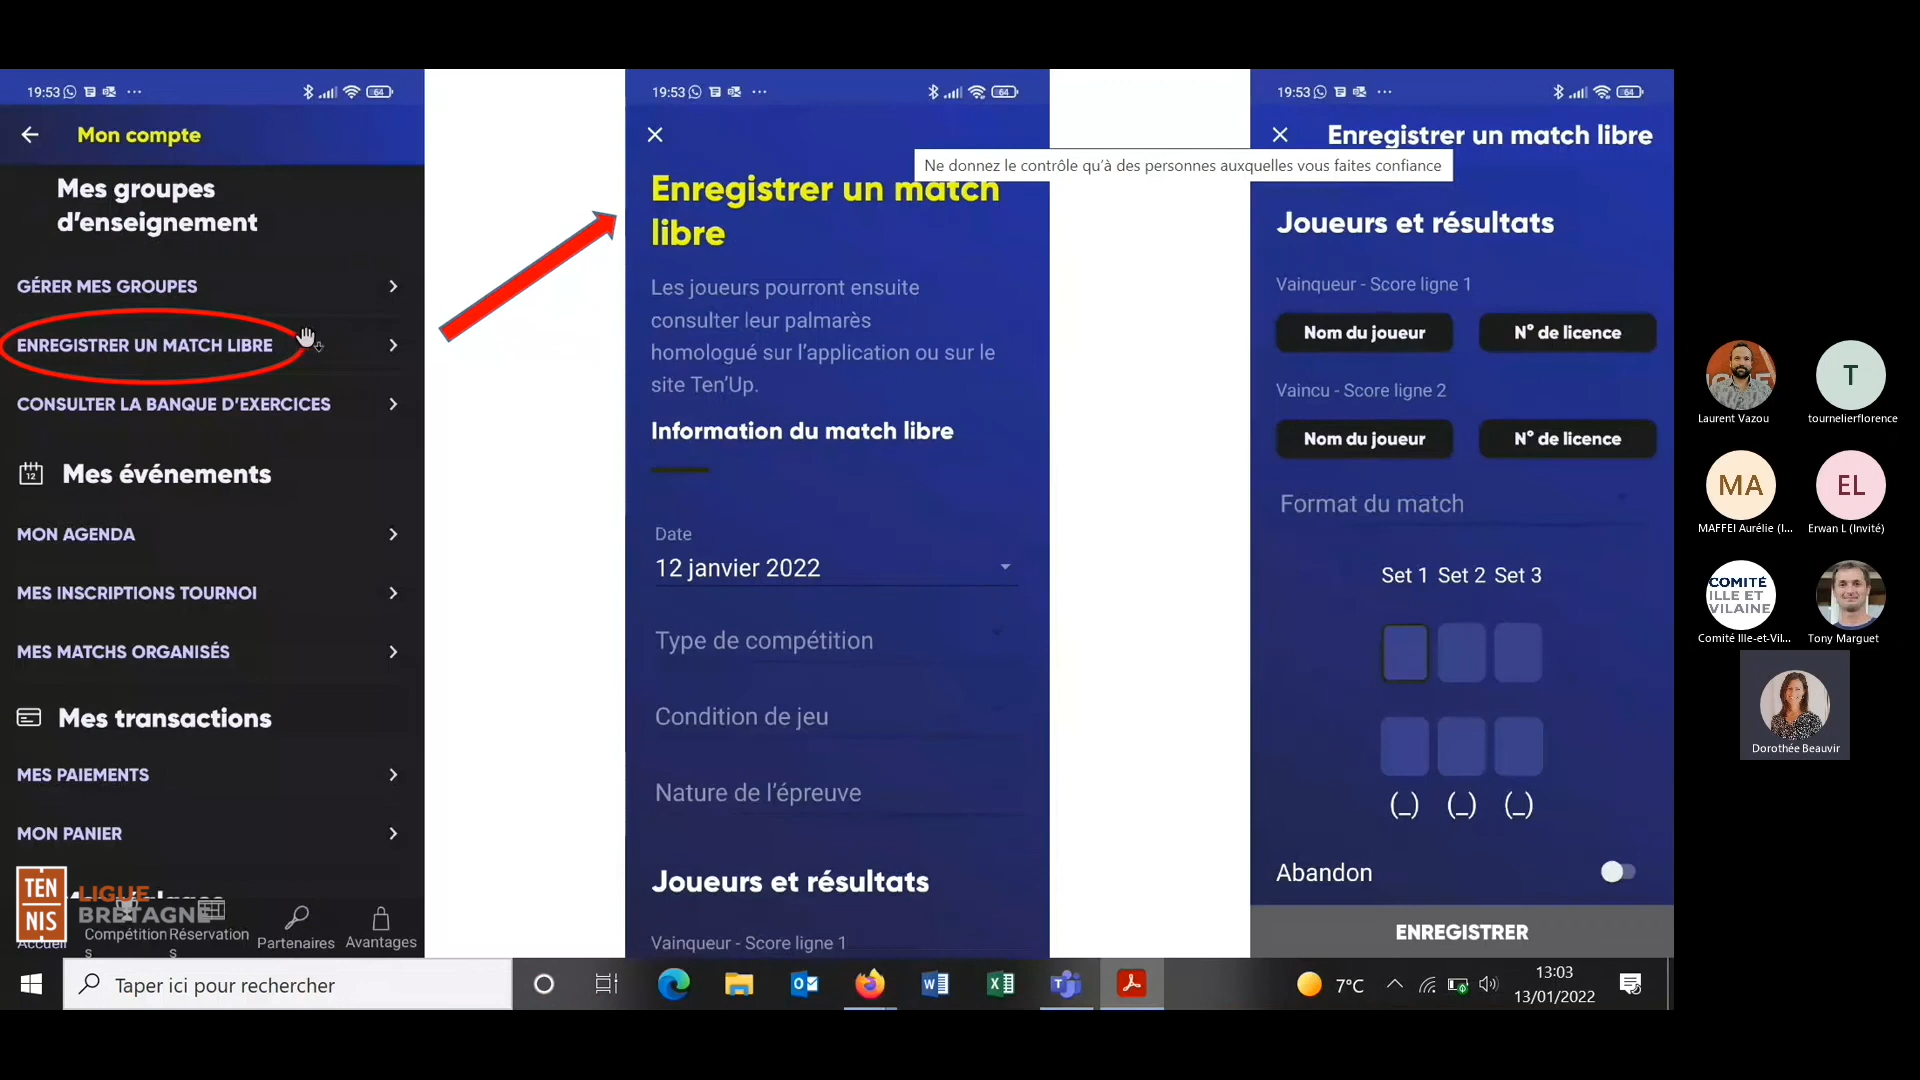 19:53
64
Mon compte
Mes groupes
d'enseignement
GÉRER MES GROUPES
ENREGISTRER UN MATCH LIBRE
CONSULTER LA BANQUE D'EXERCICES
12
Mes événements
MON AGENDA
MES INSCRIPTIONS TOURNOI
MES MATCHS ORGANISÉS
Mes transactions
MES PAIEMENTS
MON PANIER
TEN
NIS
LIGUE
BRETAGNE
Accueil
Compétition
s
Réservation
s
Partenaires
Avantages
19:53
64
Enregistrer un match
libre
Les joueurs pourront ensuite
consulter leur palmarès
homologué sur l'application ou sur le
site Ten'Up.
Information du match libre
Date
12 janvier 2022
Type de compétition
Condition de jeu
Nature de l'épreuve
Joueurs et résultats
Vainqueur - Score ligne 1
19:53
64
Enregistrer un match libre
Ne donnez le contrôle qu'à des personnes auxquelles vous faites confiance
Joueurs et résultats
Vainqueur - Score ligne 1
Nom du joueur
N° de licence
Vaincu - Score ligne 2
Nom du joueur
N° de licence
Format du match
Set 1 Set 2 Set 3
(_) (_) (_)
Abandon
ENREGISTRER
Laurent Vazou
T
tournelierflorence
MA
MAFFEI Aurélie (I...
EL
Erwan L (Invité)
COMITÉ
ILLE ET
VILAINE
Comité Ille-et-Vil...
Tony Marguet
Dorothée Beauvir
Taper ici pour rechercher
7°C
13:03
13/01/2022